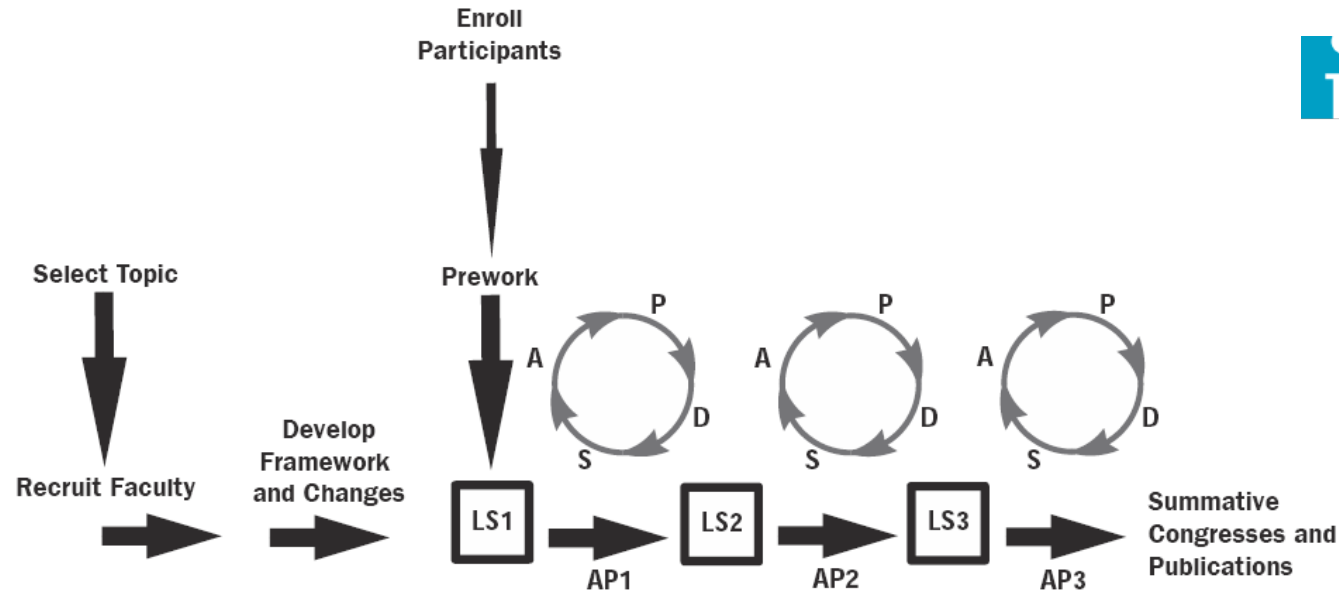 Enroll
Participants
Select Topic
Prework
P
A
D
S
P
A
D
S
P
A
D
S
Recruit Faculty
Develop
Framework
and Changes
LS1
AP1
LS2
AP2
LS3
AP3
Summative
Congresses and
Publications